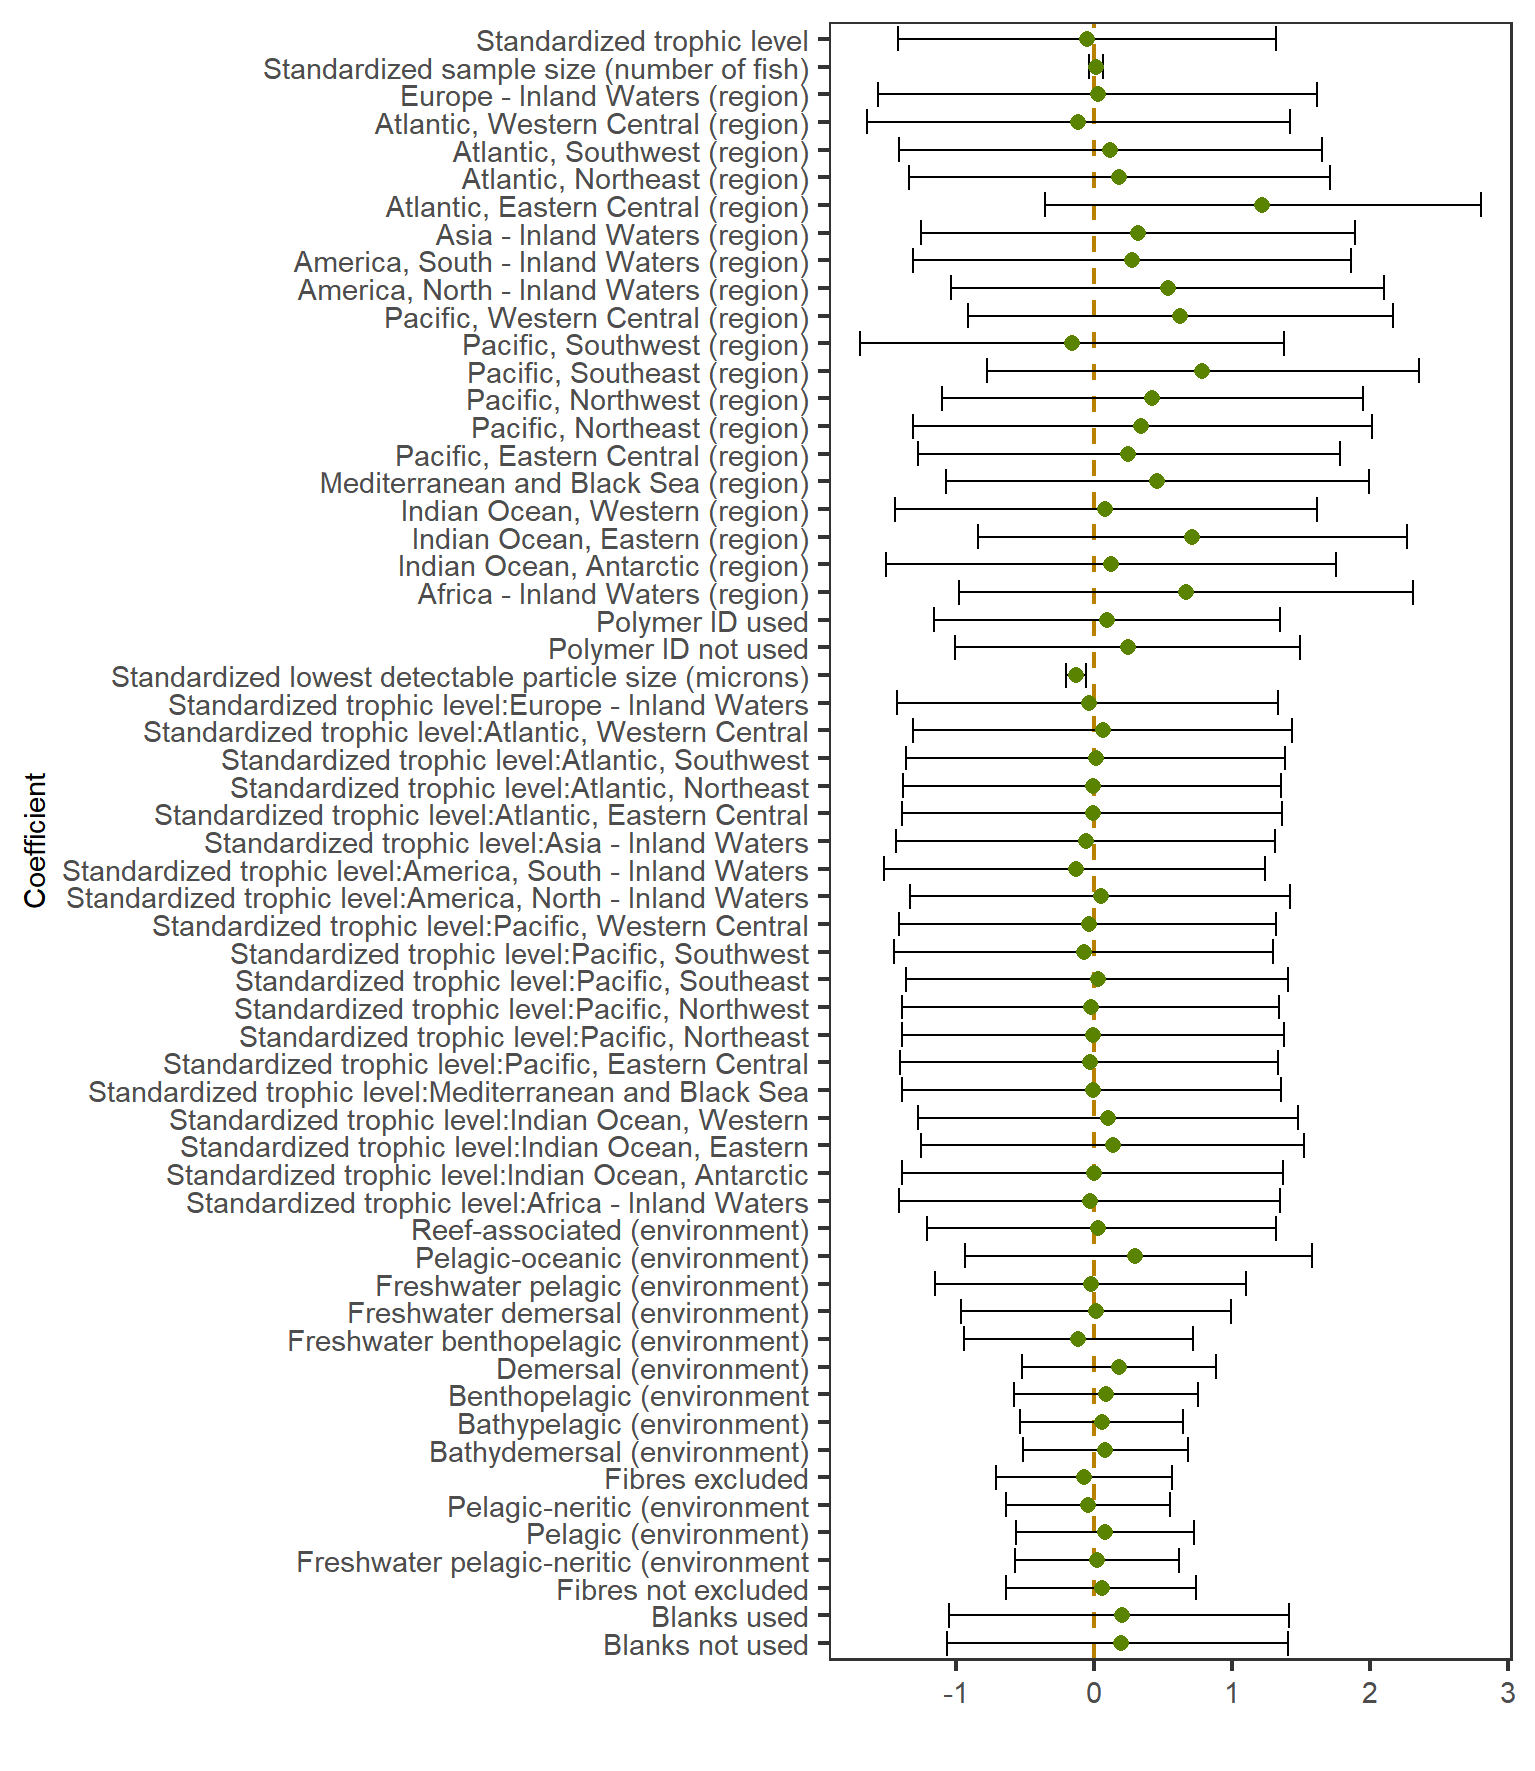 Standardized trophic level
Standardized sample size (number of fish)
Europe - Inland Waters (region)
Atlantic, Western Central (region)
Atlantic, Southwest (region)
Atlantic, Northeast (region)
Atlantic, Eastern Central (region)
Asia - Inland Waters (region)
America, South - Inland Waters (region)
America, North - Inland Waters (region)
Pacific, Western Central (region)
Pacific, Southwest (region)
Pacific, Southeast (region)
Pacific, Northwest (region)
Pacific, Northeast (region)
Pacific, Eastern Central (region)
Mediterranean and Black Sea (region)
Indian Ocean, Western (region)
Indian Ocean, Eastern (region)
Indian Ocean, Antarctic (region)
Africa - Inland Waters (region)
Polymer ID used
Polymer ID not used
Standardized lowest detectable particle size (microns)
Standardized trophic level:Europe - Inland Waters
Standardized trophic level:Atlantic, Western Central
Standardized trophic level:Atlantic, Southwest
Standardized trophic level:Atlantic, Northeast
Standardized trophic level:Atlantic, Eastern Central
Standardized trophic level:Asia - Inland Waters
Standardized trophic level:America, South - Inland Waters
Standardized trophic level:America, North - Inland Waters
Standardized trophic level:Pacific, Western Central
Standardized trophic level:Pacific, Southwest
Standardized trophic level:Pacific, Southeast
Standardized trophic level:Pacific, Northwest
Standardized trophic level:Pacific, Northeast
Standardized trophic level:Pacific, Eastern Central
Standardized trophic level:Mediterranean and Black Sea
Standardized trophic level:Indian Ocean, Western
Standardized trophic level:Indian Ocean, Eastern
Standardized trophic level:Indian Ocean, Antarctic
Standardized trophic level:Africa - Inland Waters
Reef-associated (environment)
Pelagic-oceanic (environment)
Freshwater pelagic (environment)
Freshwater demersal (environment)
Freshwater benthopelagic (environment)
Demersal (environment)
Benthopelagic (environment
Bathypelagic (environment)
Bathydemersal (environment)
Fibres excluded
Pelagic-neritic (environment
Pelagic (environment)
Freshwater pelagic-neritic (environment
Fibres not excluded
Blanks used
Blanks not used
Coefficient
-1 0 1 2 3